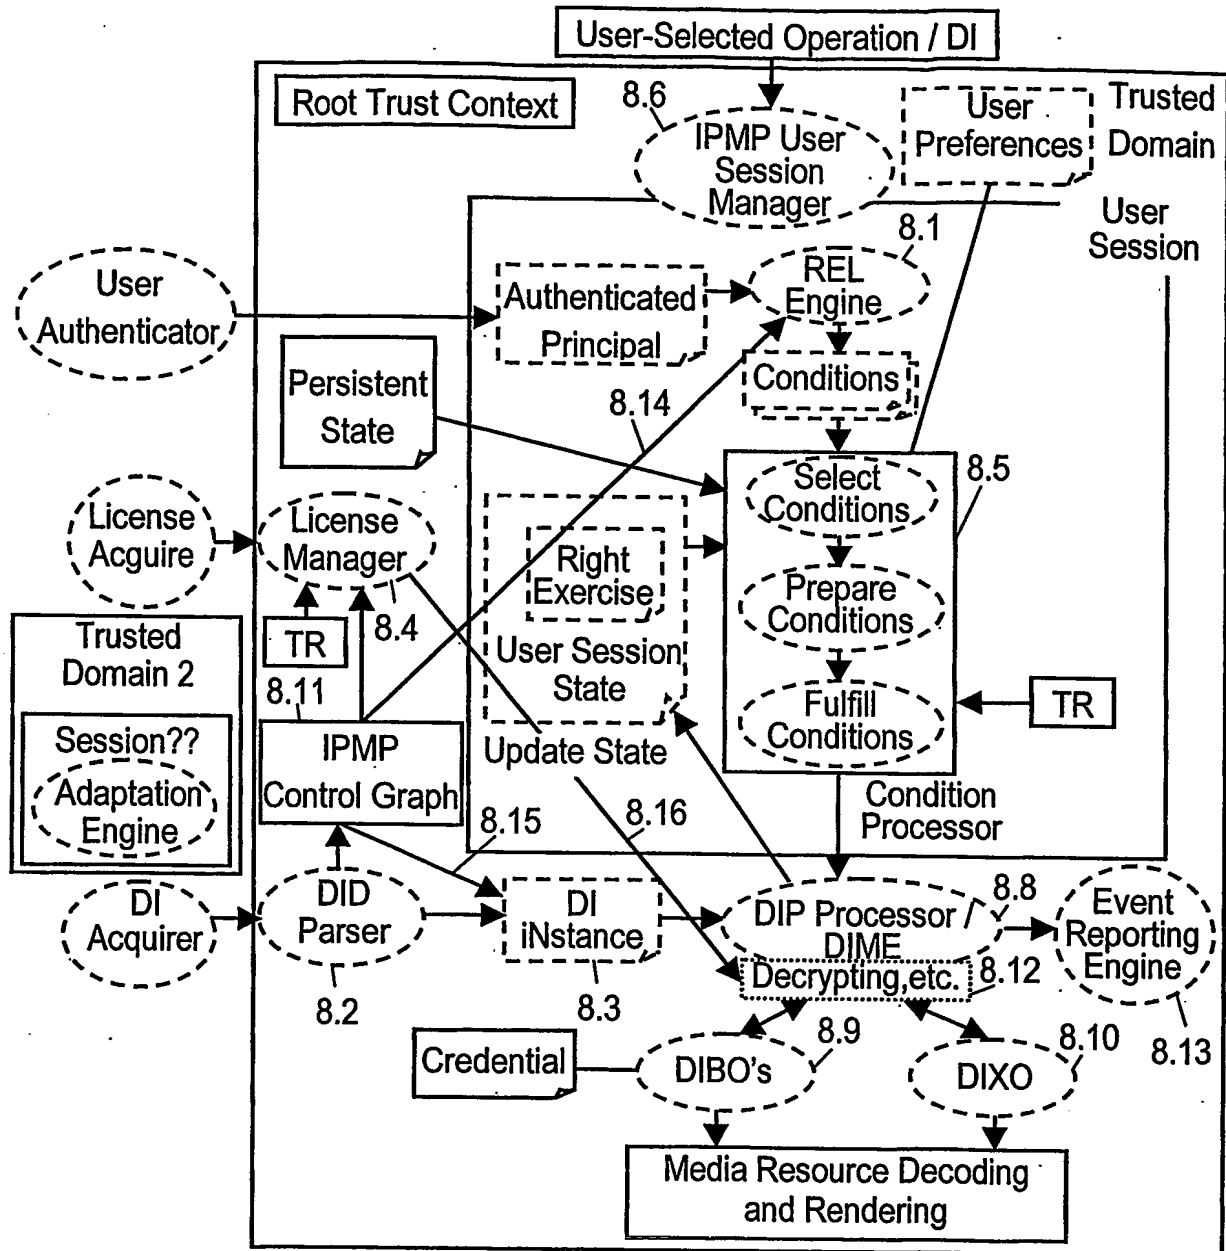 User-Selected Operation / DI
Root Trust Context
8.6
IPMP User
Session
Manager
User
Preferences
Trusted
Domain
User
Session
8.1
User
Authenticator
Authenticated
Principal
REL
Engine
Persistent
State
8.14
Conditions
License
Acguire
License
Manager
8.4
TR
8.11
Right
Exercise
User Session
State
Update State
Select
Conditions
8.5
Prepare
Conditions
Fulfill
Conditions
TR
Condition
Processor
Trusted
Domain 2
Session??
Adaptation
Engine
IPMP
Control Graph
8.15
8.16
DI
Acquirer
DID
Parser
8.2
DI
iNstance
8.3
DIP Processor
DIME
Decrypting,etc.
8.8
8.12
Event
Reporting
Engine
8.13
Credential
DIBO's
8.9
DIXO
8.10
Media Resource Decoding
and Rendering